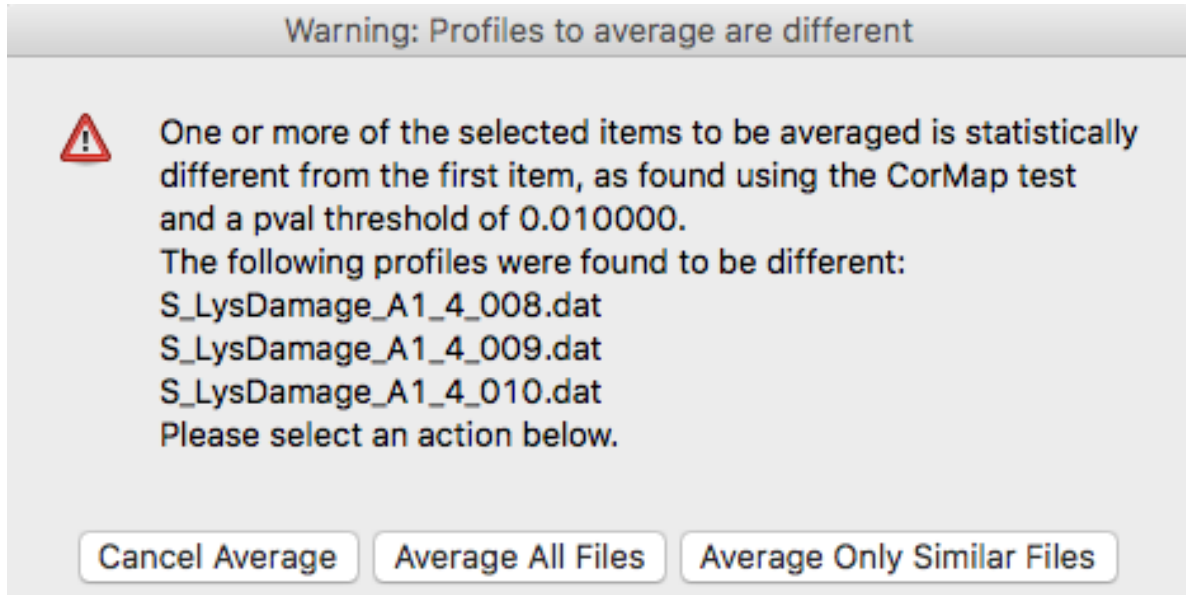 Warning: Profiles to average are different
One or more of the selected items to be averaged is statistically
different from the first item, as found using the CorMap test
and a pval threshold of 0.010000.
The following profiles were found to be different:
S_LysDamage_A1_4_008.dat
S_LysDamage_A1_4_009.dat
S_LysDamage_A1_4_010.dat
Please select an action below.
Cancel Average Average All Files Average Only Similar Files